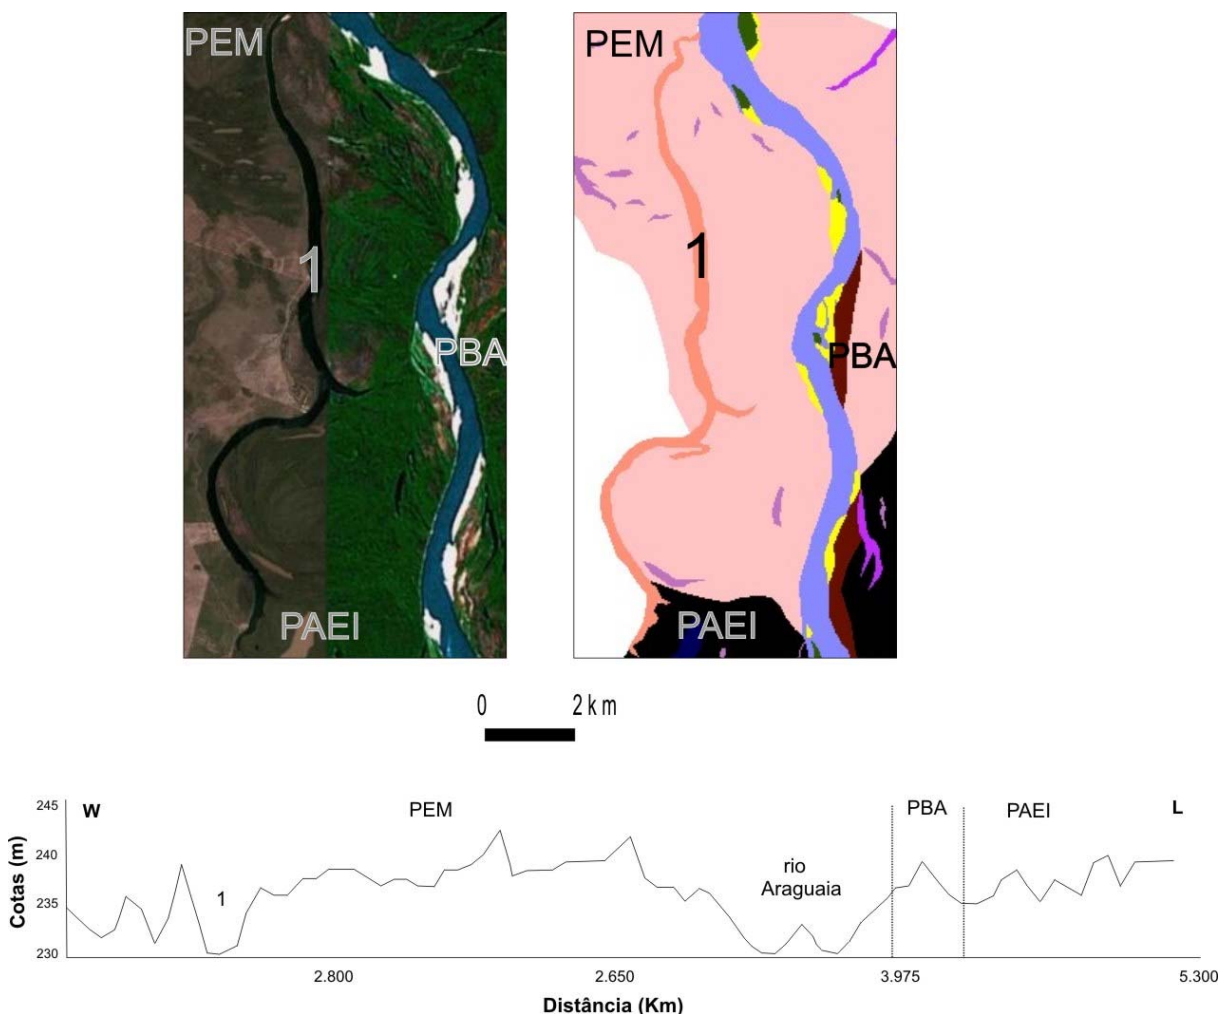 PEM
1
PBA
PAEI
PEM
1
PBA
PAEI
0 2 km
Cotas (m)
245
240
235
230
W PEM PBA PAEI L
1
rio
Araguaia
2.800 2.650 3.975 5.300
Distância (Km)